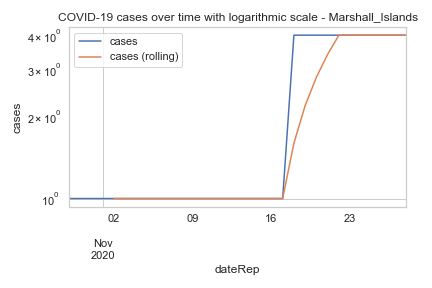 COVID-19 cases over time with logarithmic scale - Marshall_Islands
4 × 10⁰
3 × 10⁰
2 × 10⁰
10⁰
cases
cases
cases (rolling)
02
09
16
23
Nov
2020
dateRep